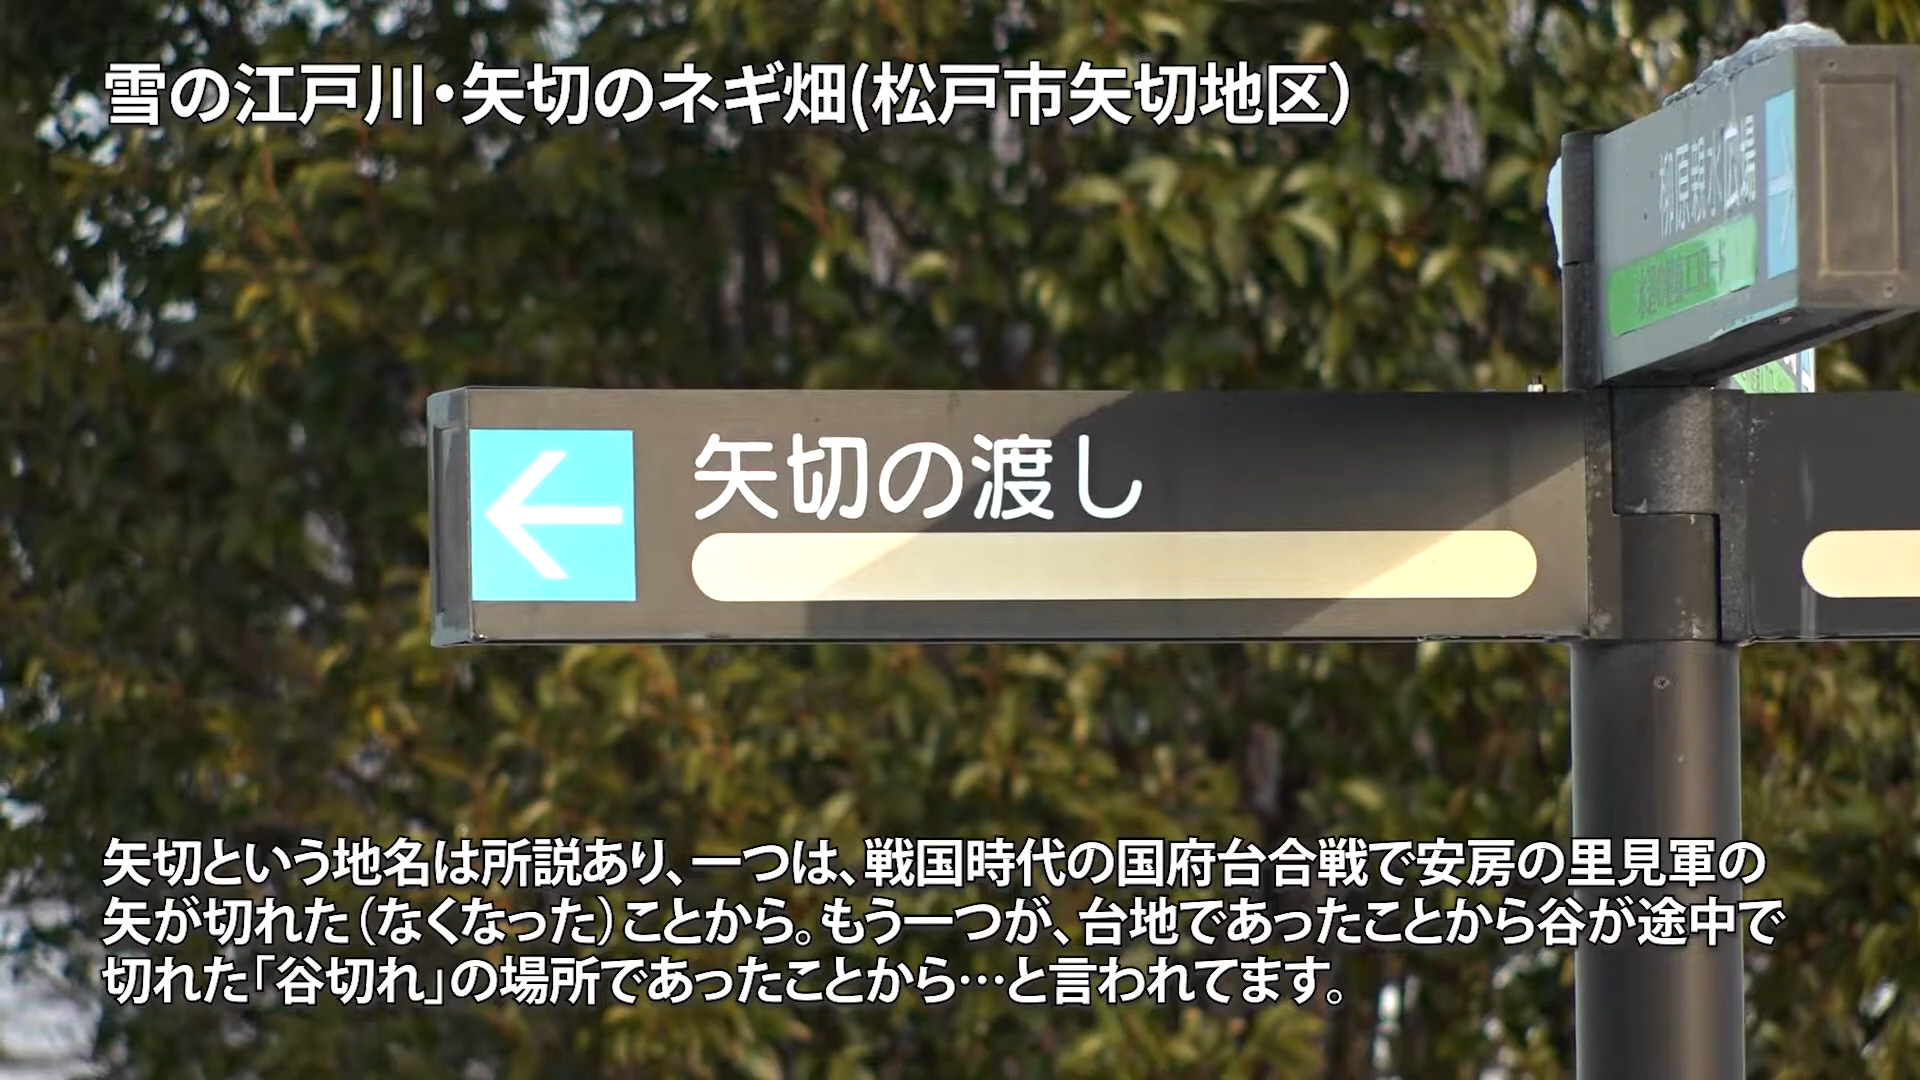 雪の江戸川・矢切のネギ畑(松戸市矢切地区）
柳原親水広場
矢切の渡し
矢切という地名は所説あり、一つは、戦国時代の国府台合戦で安房の里見軍の
矢が切れた（なくなった）ことから。もう一つが、台地であったことから谷が途中で
切れた「谷切れ」の場所であったことから…と言われてます。